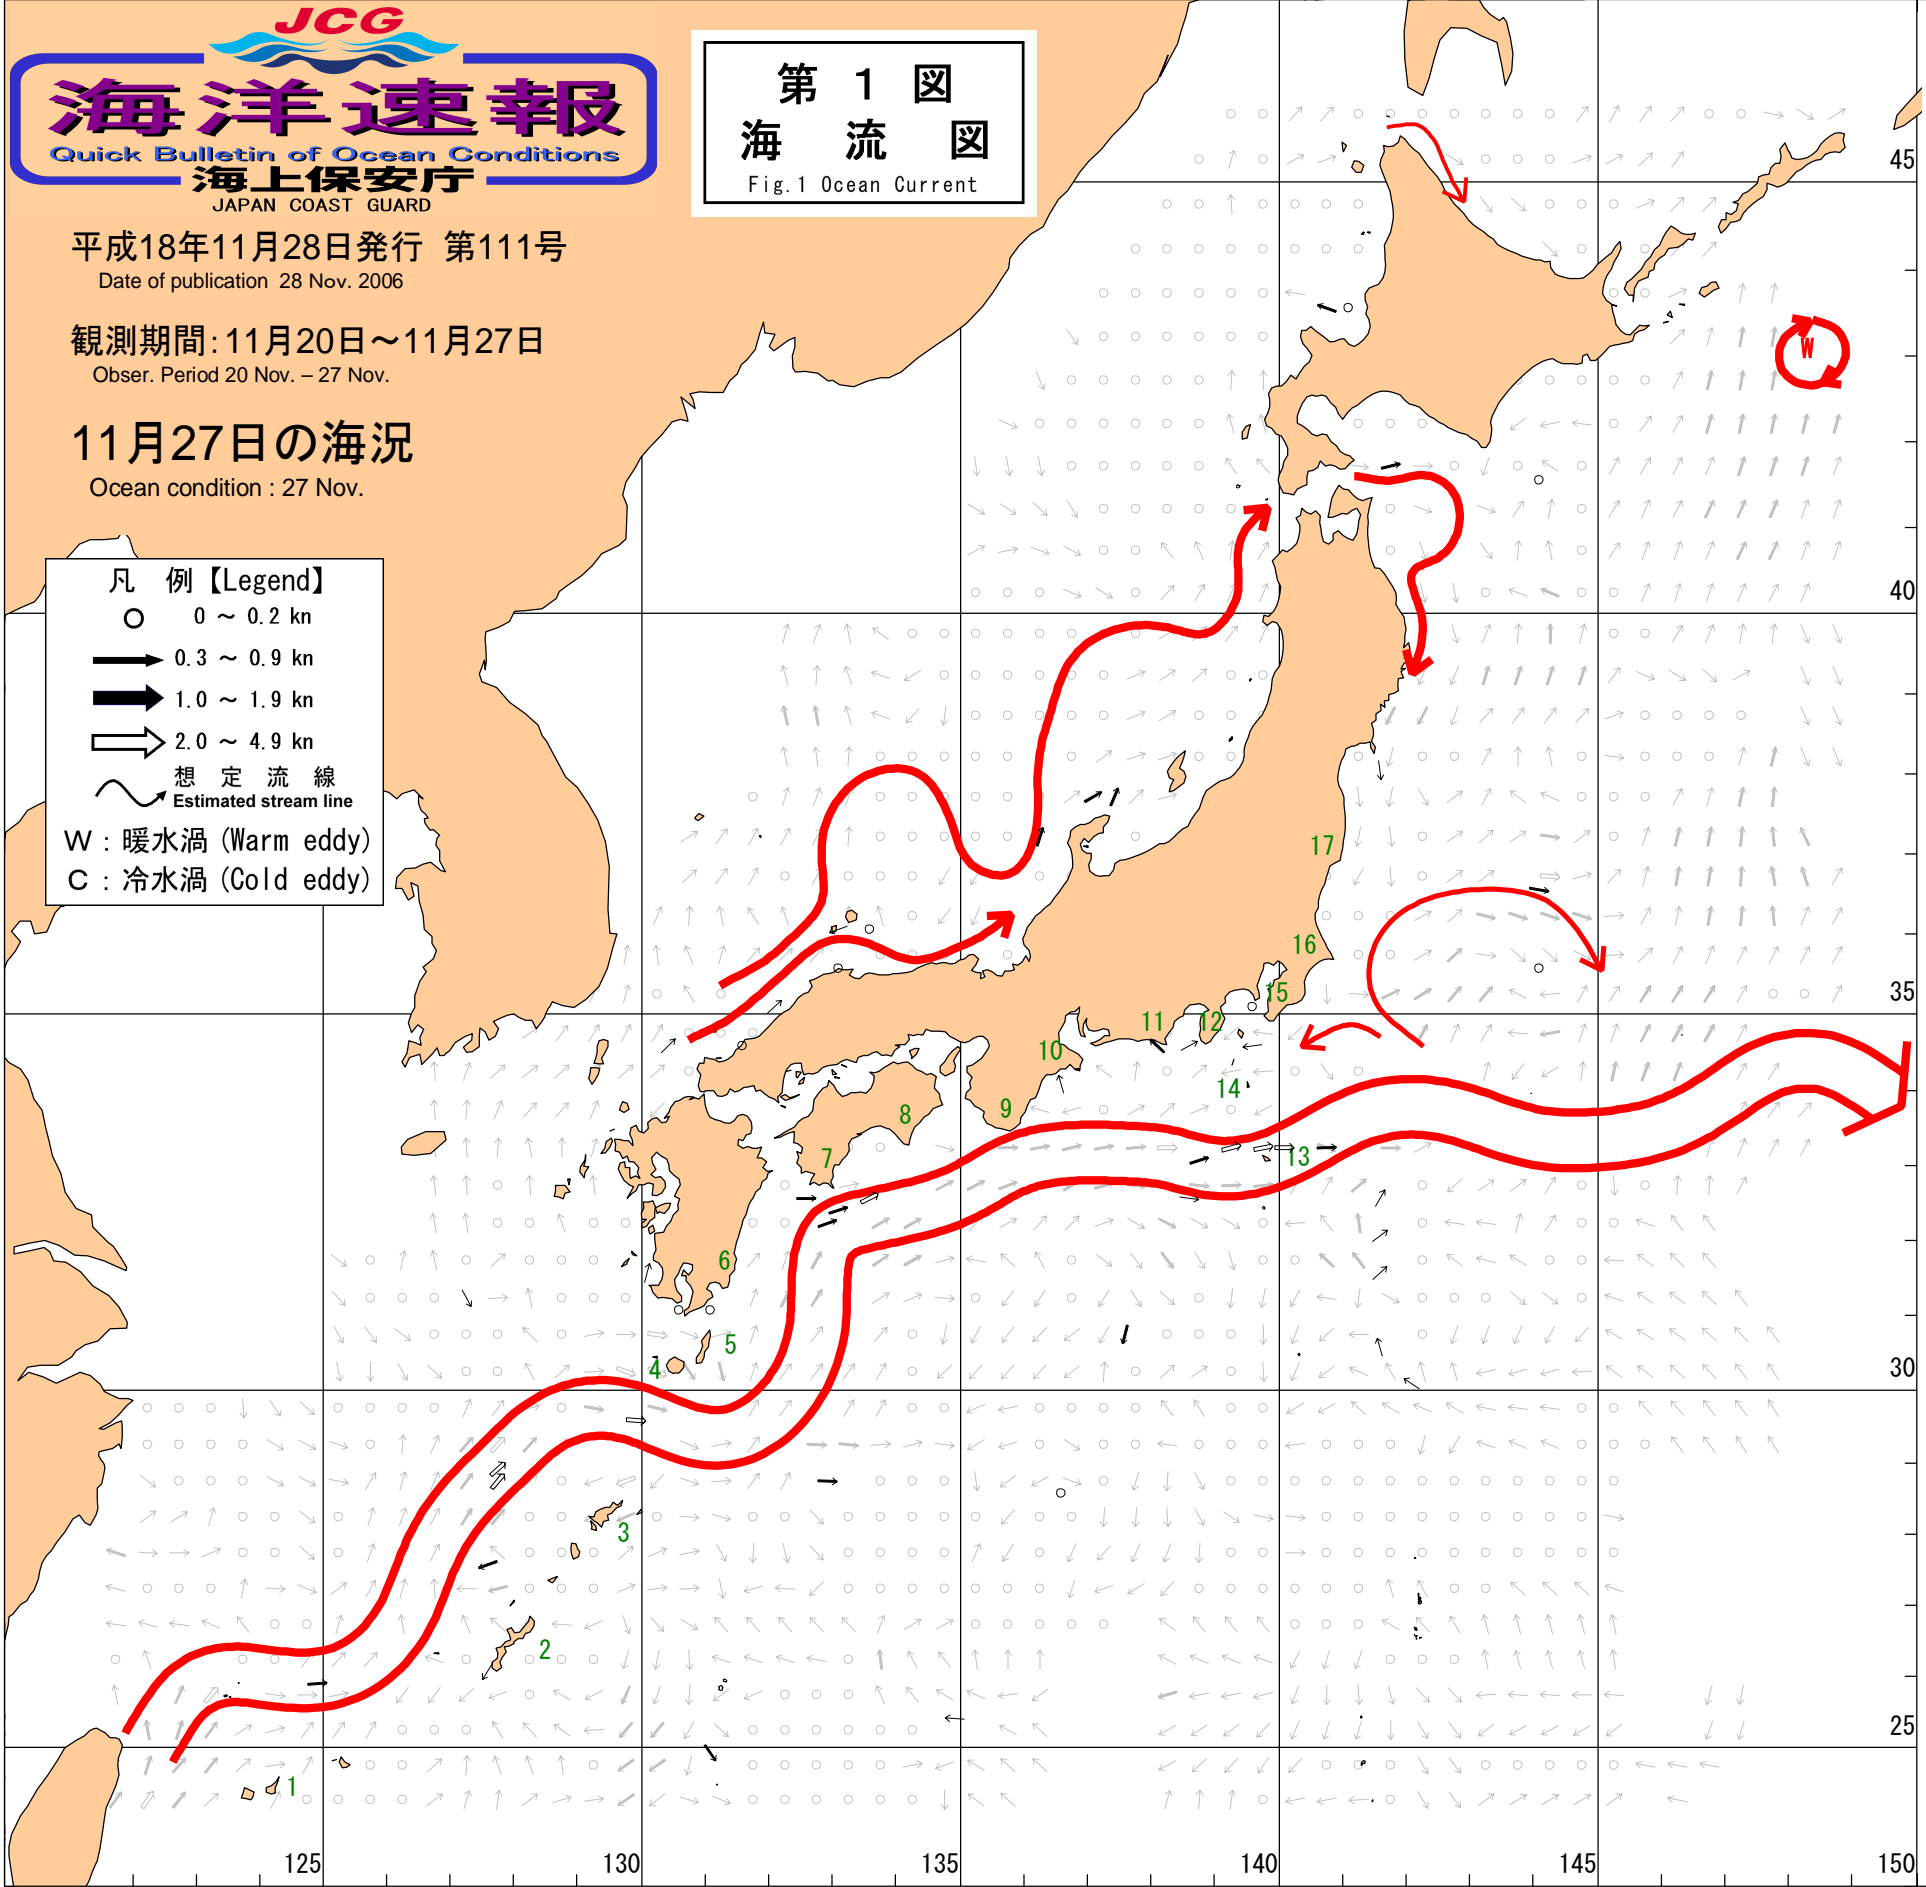 JCG
海洋速報
Quick Bulletin of Ocean Conditions
海上保安庁
JAPAN COAST GUARD
平成18年11月28日発行 第111号
Date of publication 28 Nov. 2006
観測期間:11月20日～11月27日
Obser. Period 20 Nov. – 27 Nov.
11月27日の海況
Ocean condition : 27 Nov.
第 1 図
海 流 図
Fig.1 Ocean Current
凡 例【Legend】
0 ～ 0.2 kn
0.3 ～ 0.9 kn
1.0 ～ 1.9 kn
2.0 ～ 4.9 kn
想 定 流 線
Estimated stream line
W : 暖水渦 (Warm eddy)
C : 冷水渦 (Cold eddy)
45
W
40
17
16
35
15
11
12
10
14
9
8
7
13
6
5
4
30
3
2
25
1
125
130
135
140
145
150